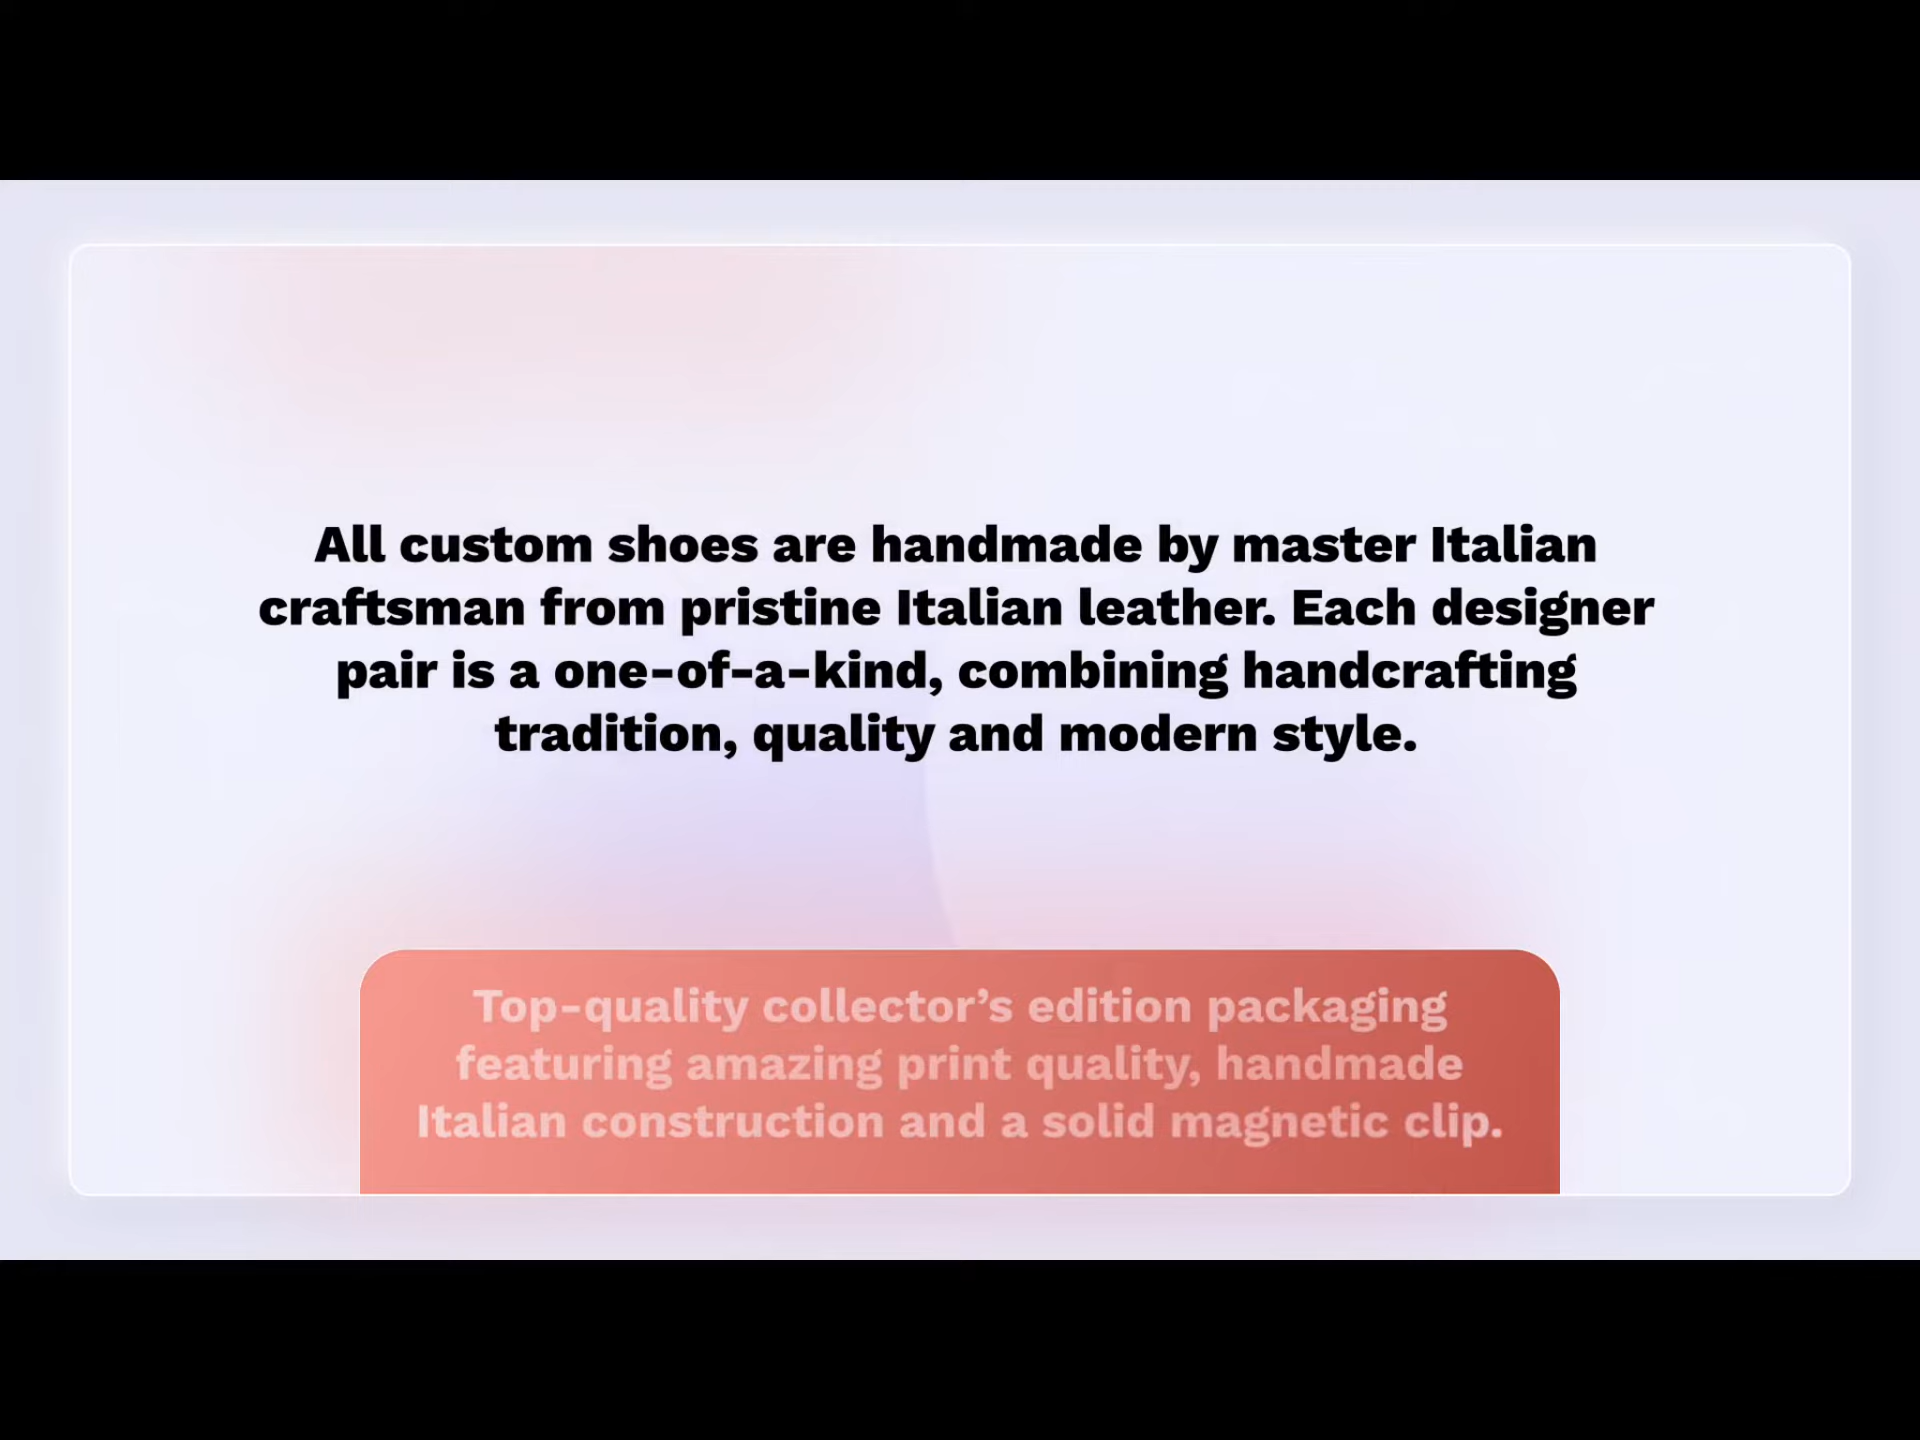 All custom shoes are handmade by master Italian
craftsman from pristine Italian leather. Each designer
pair is a one-of-a-kind, combining handcrafting
tradition, quality and modern style.
Top-quality collector’s edition packaging
featuring amazing print quality, handmade
Italian construction and a solid magnetic clip.